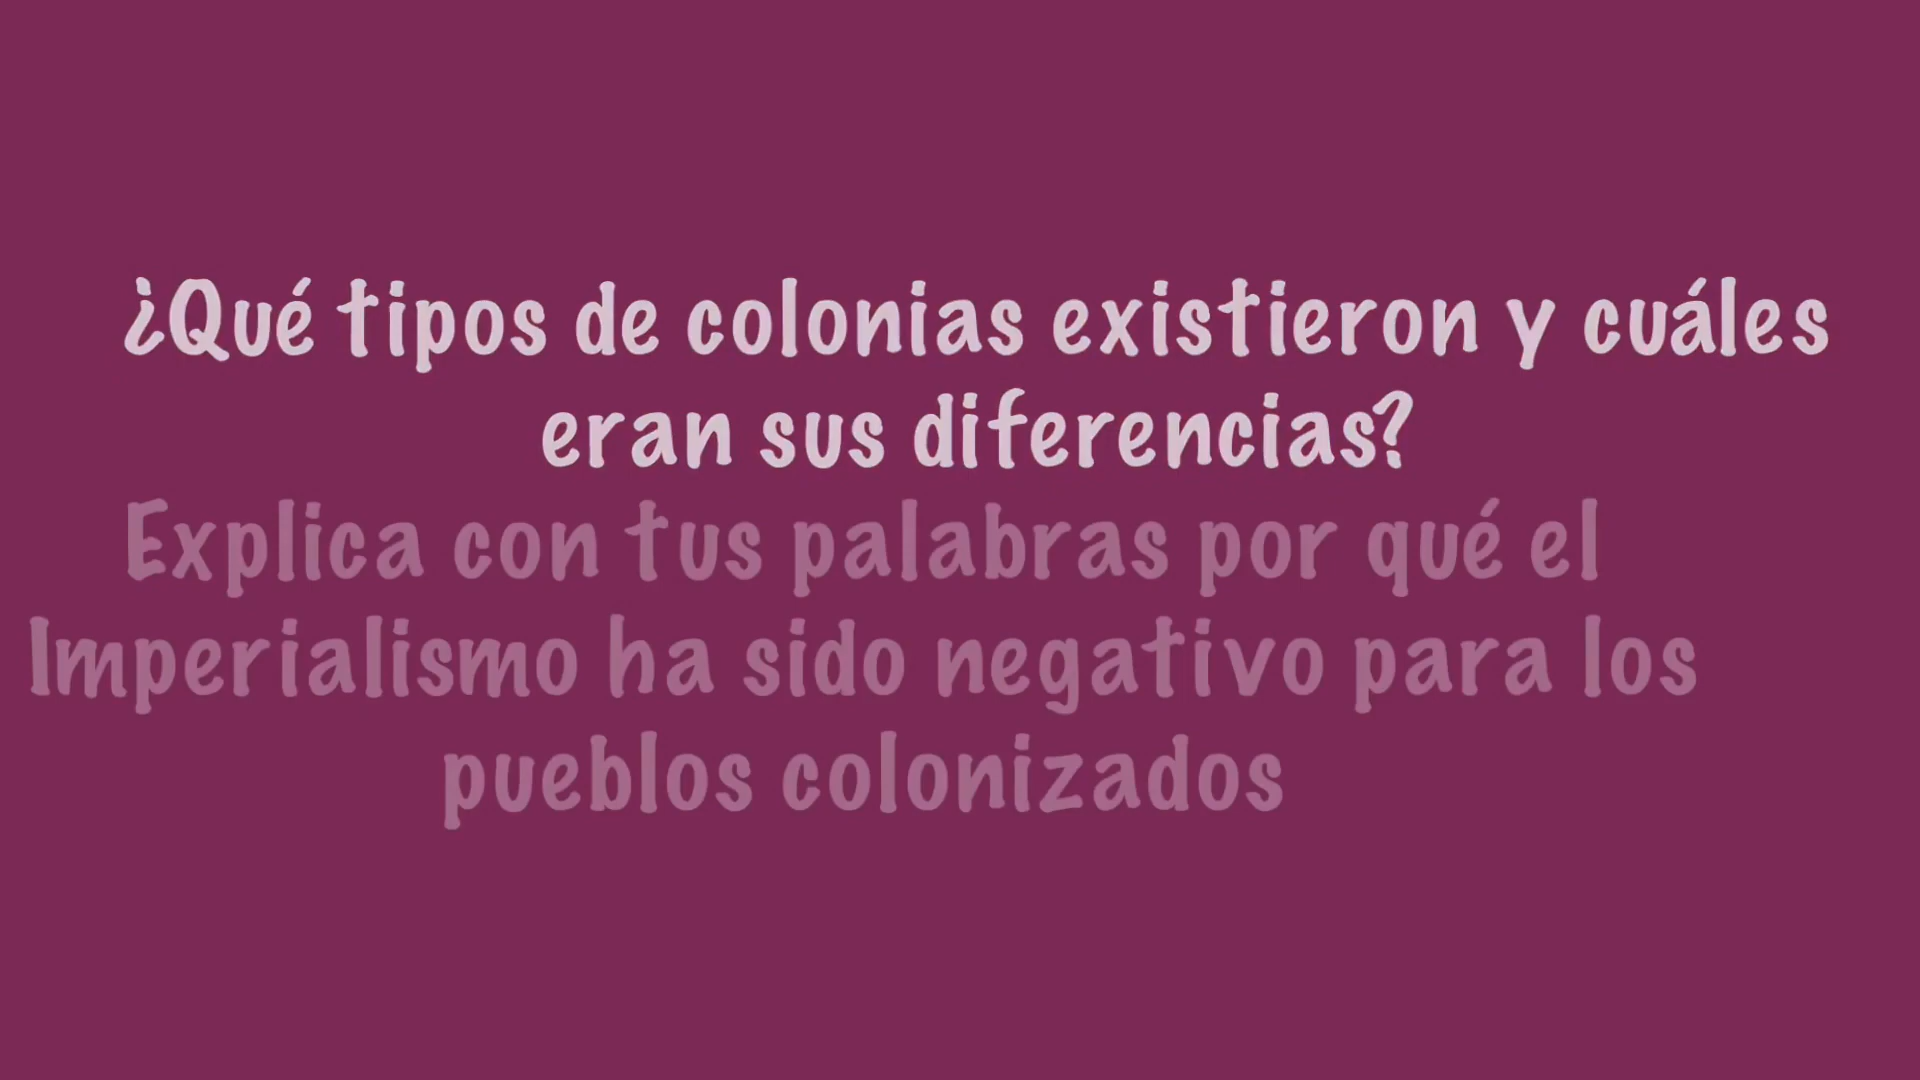 ¿Qué tipos de colonias existieron y cuáles
eran sus diferencias?
Explica con tus palabras por qué el
Imperialismo ha sido negativo para los
pueblos colonizados